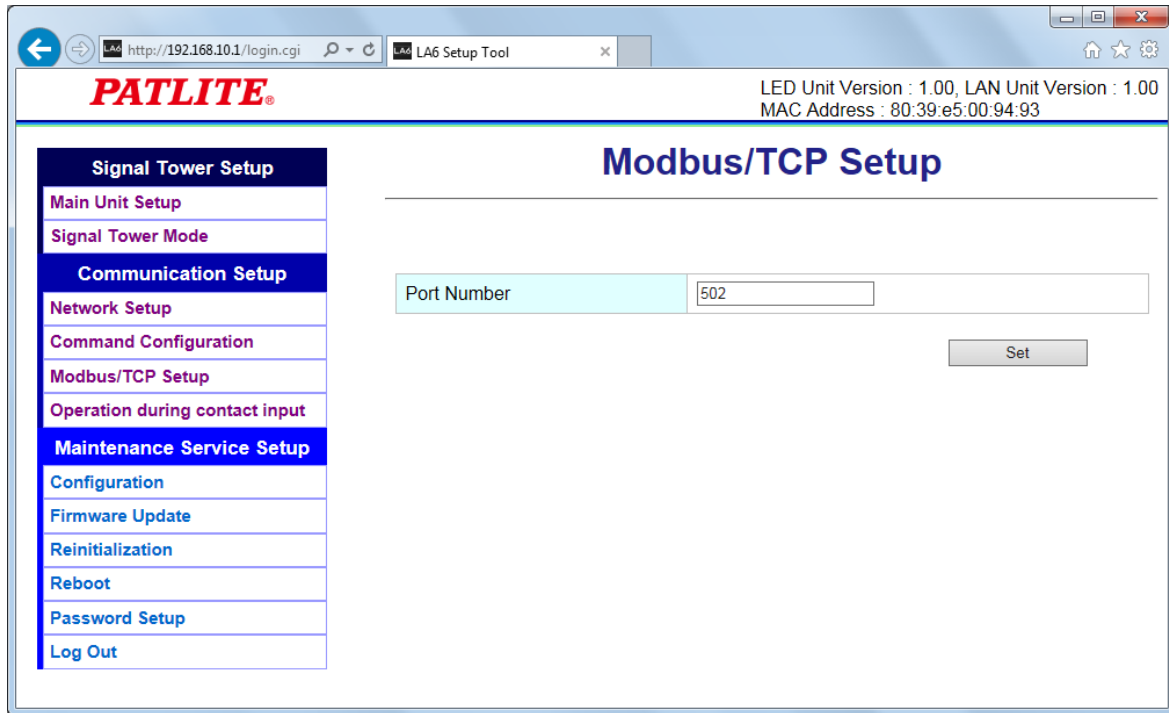 http://192.168.10.1/login.cgi
LA6 Setup Tool
PATLITE®
LED Unit Version : 1.00, LAN Unit Version : 1.00
MAC Address : 80:39:e5:00:94:93
Signal Tower Setup
Main Unit Setup
Signal Tower Mode
Communication Setup
Network Setup
Command Configuration
Modbus/TCP Setup
Operation during contact input
Maintenance Service Setup
Configuration
Firmware Update
Reinitialization
Reboot
Password Setup
Log Out
Modbus/TCP Setup
Port Number 502
Set